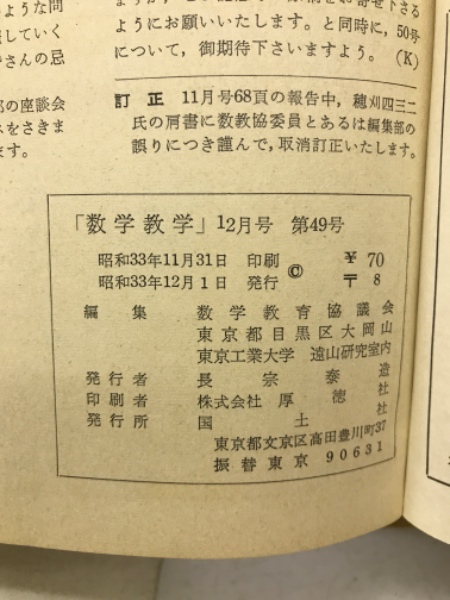 ような問
していく
さんの忌
部の座談会
スをさきま
ます。
ようにお願いいたします。と同時に，50号
について，御期待下さいますよう。(K)
訂正 11月号68頁の報告中，穂刈四三二
氏の肩書に数教協委員とあるは編集部の
誤りにつき謹んで，取消訂正いたします。
「数学教学」12月号 第49号
昭和33年11月31日 印刷 ￥70
昭和33年12月1日 発行 © 〒8
編集 数学教育協議会
東京都目黒区大岡山
東京工業大学 遠山研究室内
発行者 長宗泰造
印刷者 株式会社厚徳社
発行所 国土社
東京都文京区高田豊川町37
振替東京 90631